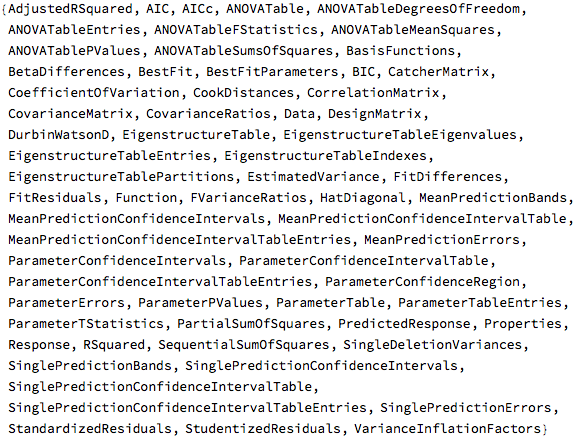 {AdjustedRSquared, AIC, AICc, ANOVATable, ANOVATableDegreesOfFreedom,
ANOVATableEntries, ANOVATableFStatistics, ANOVATableMeanSquares,
ANOVATablePValues, ANOVATableSumsOfSquares, BasisFunctions,
BetaDifferences, BestFit, BestFitParameters, BIC, CatcherMatrix,
CoefficientOfVariation, CookDistances, CorrelationMatrix,
CovarianceMatrix, CovarianceRatios, Data, DesignMatrix,
DurbinWatsonD, EigenstructureTable, EigenstructureTableEigenvalues,
EigenstructureTableEntries, EigenstructureTableIndexes,
EigenstructureTablePartitions, EstimatedVariance, FitDifferences,
FitResiduals, Function, FVarianceRatios, HatDiagonal, MeanPredictionBands,
MeanPredictionConfidenceIntervals, MeanPredictionConfidenceIntervalTable,
MeanPredictionConfidenceIntervalTableEntries, MeanPredictionErrors,
ParameterConfidenceIntervals, ParameterConfidenceIntervalTable,
ParameterConfidenceIntervalTableEntries, ParameterConfidenceRegion,
ParameterErrors, ParameterPValues, ParameterTable, ParameterTableEntries,
ParameterTStatistics, PartialSumOfSquares, PredictedResponse, Properties,
Response, RSquared, SequentialSumOfSquares, SingleDeletionVariances,
SinglePredictionBands, SinglePredictionConfidenceIntervals,
SinglePredictionConfidenceIntervalTable,
SinglePredictionConfidenceIntervalTableEntries, SinglePredictionErrors,
StandardizedResiduals, StudentizedResiduals, VarianceInflationFactors}